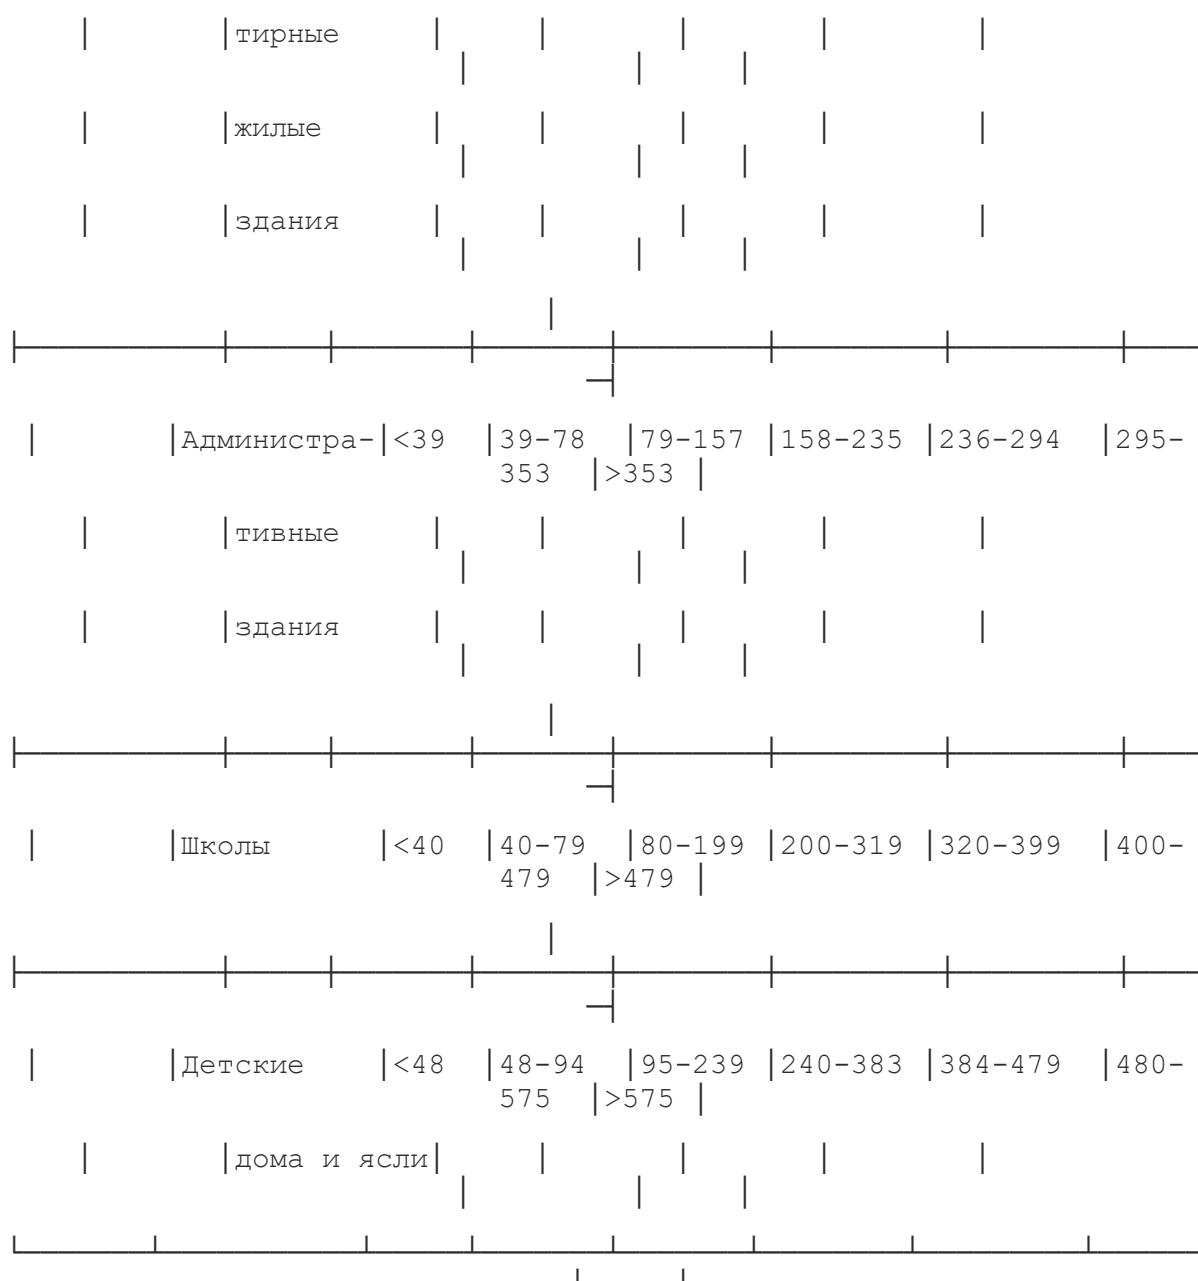 тирные
жилые
здания
Администра- <39 39-78 79-157 158-235 236-294 295-
353 >353
тивные
здания
Школы <40 40-79 80-199 200-319 320-399 400-
479 >479
Детские <48 48-94 95-239 240-383 384-479 480-
575 >575
дома и ясли